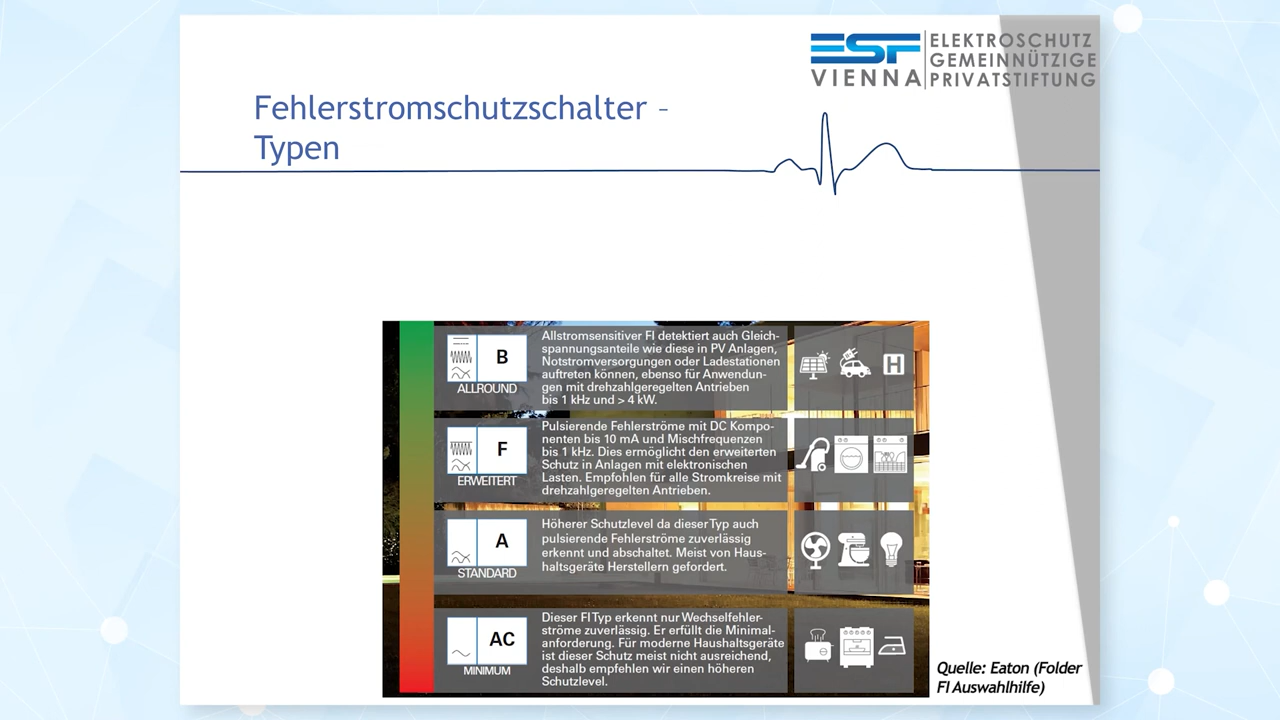 ESF
VIENNA
ELEKTROSCHUTZ
GEMEINNÜTZIGE
PRIVATSTIFTUNG
Fehlerstromschutzschalter –
Typen
B
ALLROUND
Allstromsensitiver FI detektiert auch Gleich-
spannungsanteile wie diese in PV Anlagen,
Notstromversorgungen oder Ladestationen
auftreten können, ebenso für Anwendun-
gen mit drehzahlgeregelten Antrieben
bis 1 kHz und > 4 kW.
H
F
ERWEITERT
Pulsierende Fehlerströme mit DC Kompo-
nenten bis 10 mA und Mischfrequenzen
bis 1 kHz. Dies ermöglicht den erweiterten
Schutz in Anlagen mit elektronischen
Lasten. Empfohlen für alle Stromkreise mit
drehzahlgeregelten Antrieben.
A
STANDARD
Höherer Schutzlevel da dieser Typ auch
pulsierende Fehlerströme zuverlässig
erkennt und abschaltet. Meist von Haus-
haltsgeräte Herstellern gefordert.
AC
MINIMUM
Dieser FI Typ erkennt nur Wechselfehler-
ströme zuverlässig. Er erfüllt die Minimal-
anforderung. Für moderne Haushaltsgeräte
ist dieser Schutz meist nicht ausreichend,
deshalb empfehlen wir einen höheren
Schutzlevel.
Quelle: Eaton (Folder
FI Auswahlhilfe)